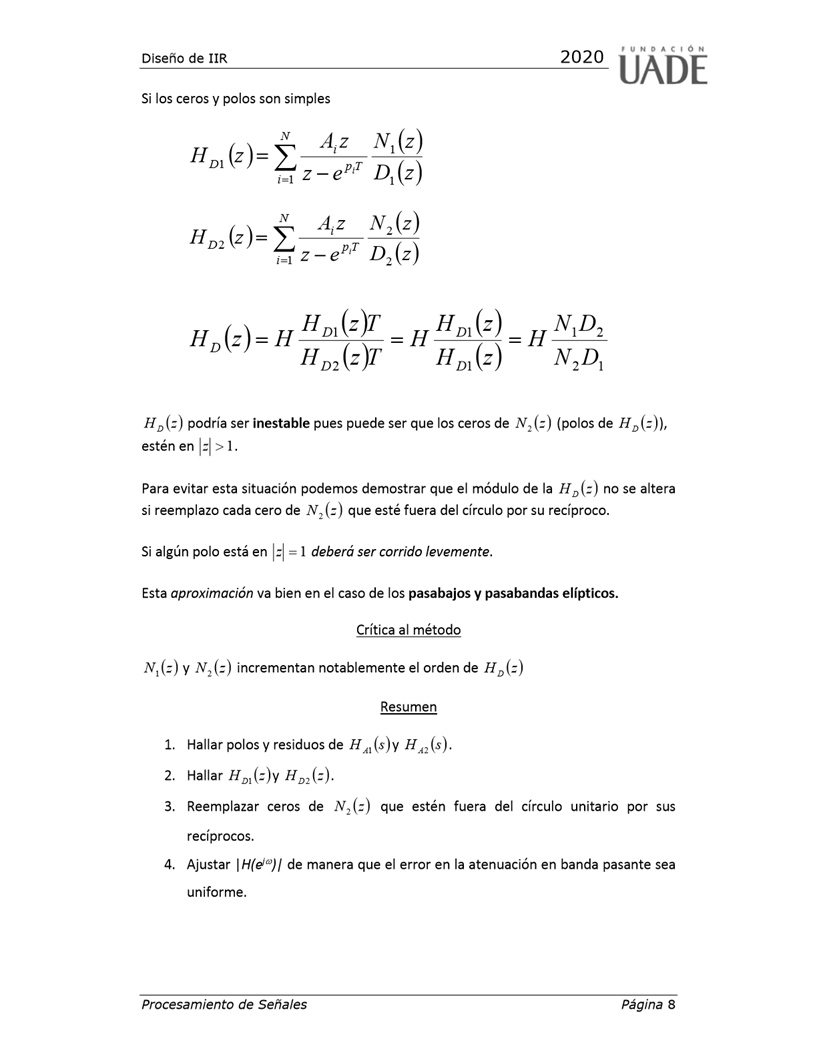 Diseño de IIR 2020 FUNDACIÓN UADE
Si los ceros y polos son simples
H_{D1}(z) = \sum_{i=1}^{N} \frac{A_i z}{z - e^{p_i T}} \frac{N_1(z)}{D_1(z)}
H_{D2}(z) = \sum_{i=1}^{N} \frac{A_i z}{z - e^{p_i T}} \frac{N_2(z)}{D_2(z)}
H_D(z) = H \frac{H_{D1}(z)T}{H_{D2}(z)T} = H \frac{H_{D1}(z)}{H_{D1}(z)} = H \frac{N_1 D_2}{N_2 D_1}
H_D(z) podría ser inestable pues puede ser que los ceros de N_2(z) (polos de H_D(z)),
estén en |z| > 1.
Para evitar esta situación podemos demostrar que el módulo de la H_D(z) no se altera
si reemplazo cada cero de N_2(z) que esté fuera del círculo por su recíproco.
Si algún polo está en |z| = 1 deberá ser corrido levemente.
Esta aproximación va bien en el caso de los pasabajos y pasabandas elípticos.
Crítica al método
N_1(z) y N_2(z) incrementan notablemente el orden de H_D(z)
Resumen
1. Hallar polos y residuos de H_{A1}(s) y H_{A2}(s).
2. Hallar H_{D1}(z) y H_{D2}(z).
3. Reemplazar ceros de N_2(z) que estén fuera del círculo unitario por sus
recíprocos.
4. Ajustar |H(e^{jω})| de manera que el error en la atenuación en banda pasante sea
uniforme.
Procesamiento de Señales Página 8